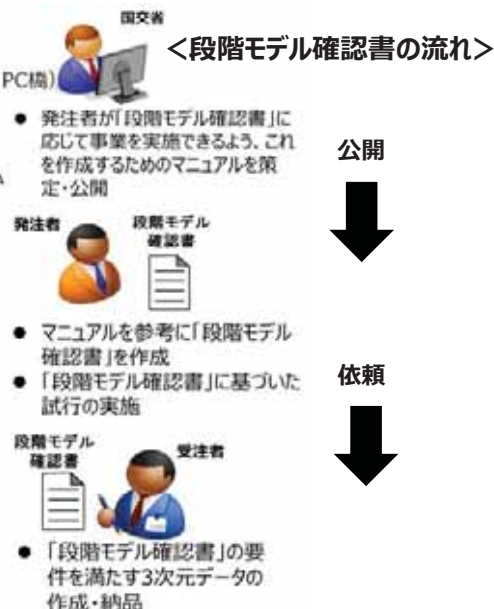 国交省
<段階モデル確認書の流れ>
PC橋)
● 発注者が「段階モデル確認書」に
応じて事業を実施できるよう、これ
を作成するためのマニュアルを策
定・公開
公開
発注者
段階モデル
確認書
● マニュアルを参考に「段階モデル
確認書」を作成
● 「段階モデル確認書」に基づいた
試行の実施
依頼
段階モデル
確認書
受注者
● 「段階モデル確認書」の要
件を満たす3次元データの
作成・納品